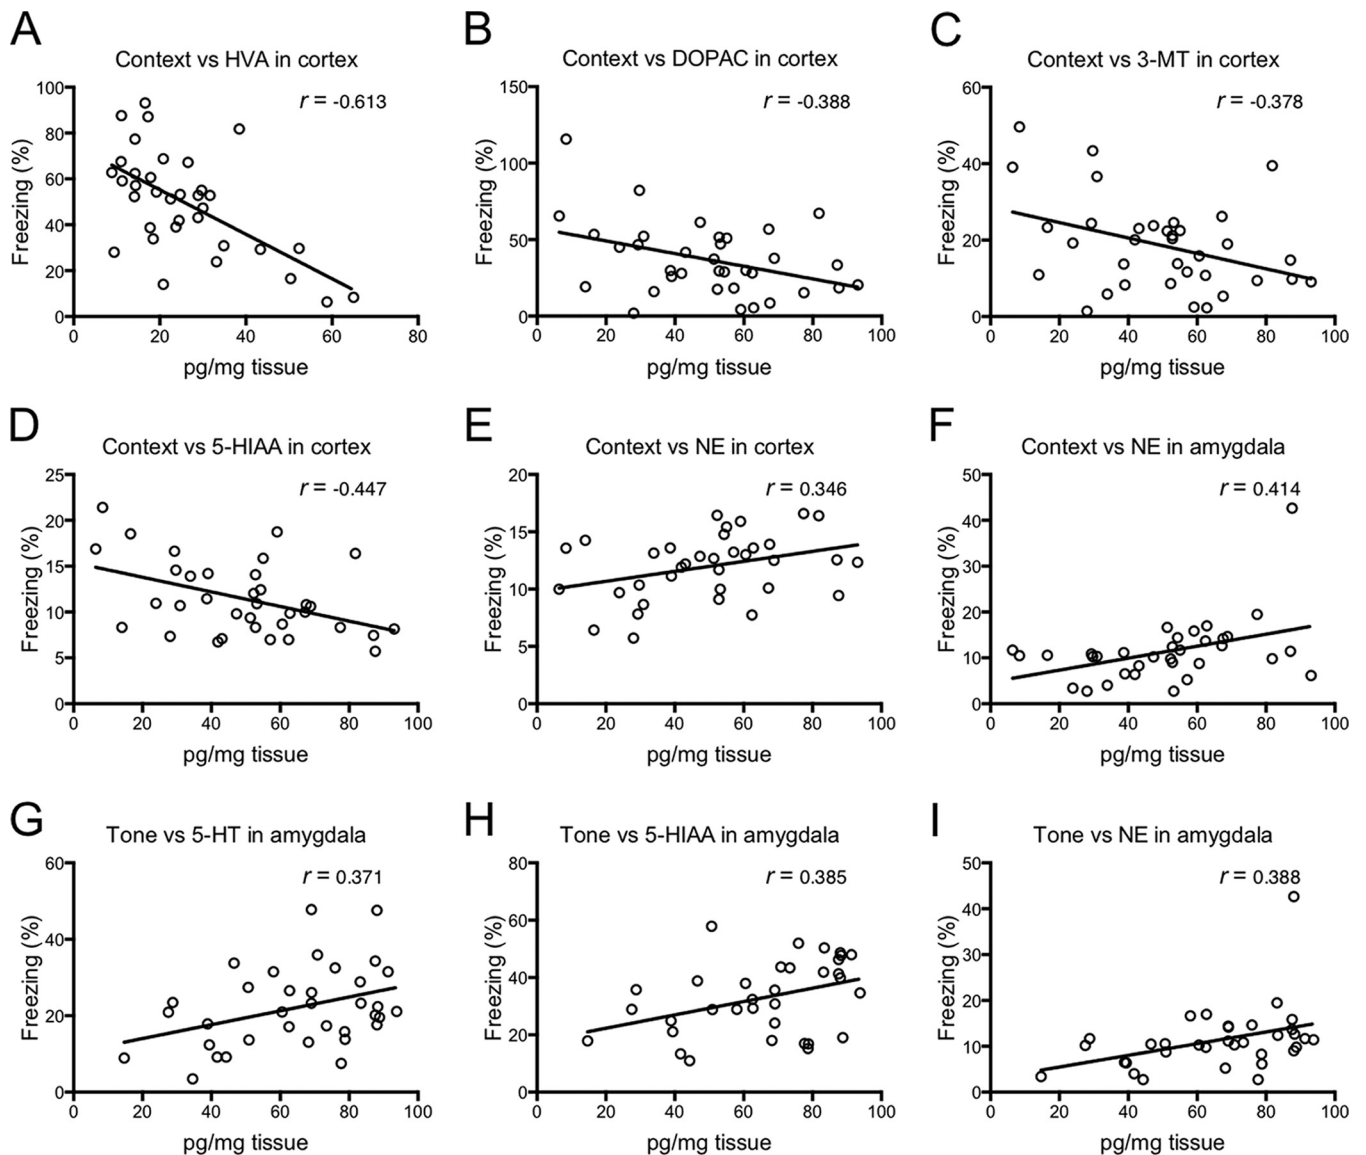 A
Context vs HVA in cortex
r = -0.613
Freezing (%)
100
80
60
40
20
0
0 20 40 60 80
pg/mg tissue
B
Context vs DOPAC in cortex
r = -0.388
Freezing (%)
150
100
50
0
0 20 40 60 80 100
pg/mg tissue
C
Context vs 3-MT in cortex
r = -0.378
Freezing (%)
60
40
20
0
0 20 40 60 80 100
pg/mg tissue
D
Context vs 5-HIAA in cortex
r = -0.447
Freezing (%)
25
20
15
10
5
0
0 20 40 60 80 100
pg/mg tissue
E
Context vs NE in cortex
r = 0.346
Freezing (%)
20
15
10
5
0
0 20 40 60 80 100
pg/mg tissue
F
Context vs NE in amygdala
r = 0.414
Freezing (%)
50
40
30
20
10
0
0 20 40 60 80 100
pg/mg tissue
G
Tone vs 5-HT in amygdala
r = 0.371
Freezing (%)
60
40
20
0
0 20 40 60 80 100
pg/mg tissue
H
Tone vs 5-HIAA in amygdala
r = 0.385
Freezing (%)
80
60
40
20
0
0 20 40 60 80 100
pg/mg tissue
I
Tone vs NE in amygdala
r = 0.388
Freezing (%)
50
40
30
20
10
0
0 20 40 60 80 100
pg/mg tissue